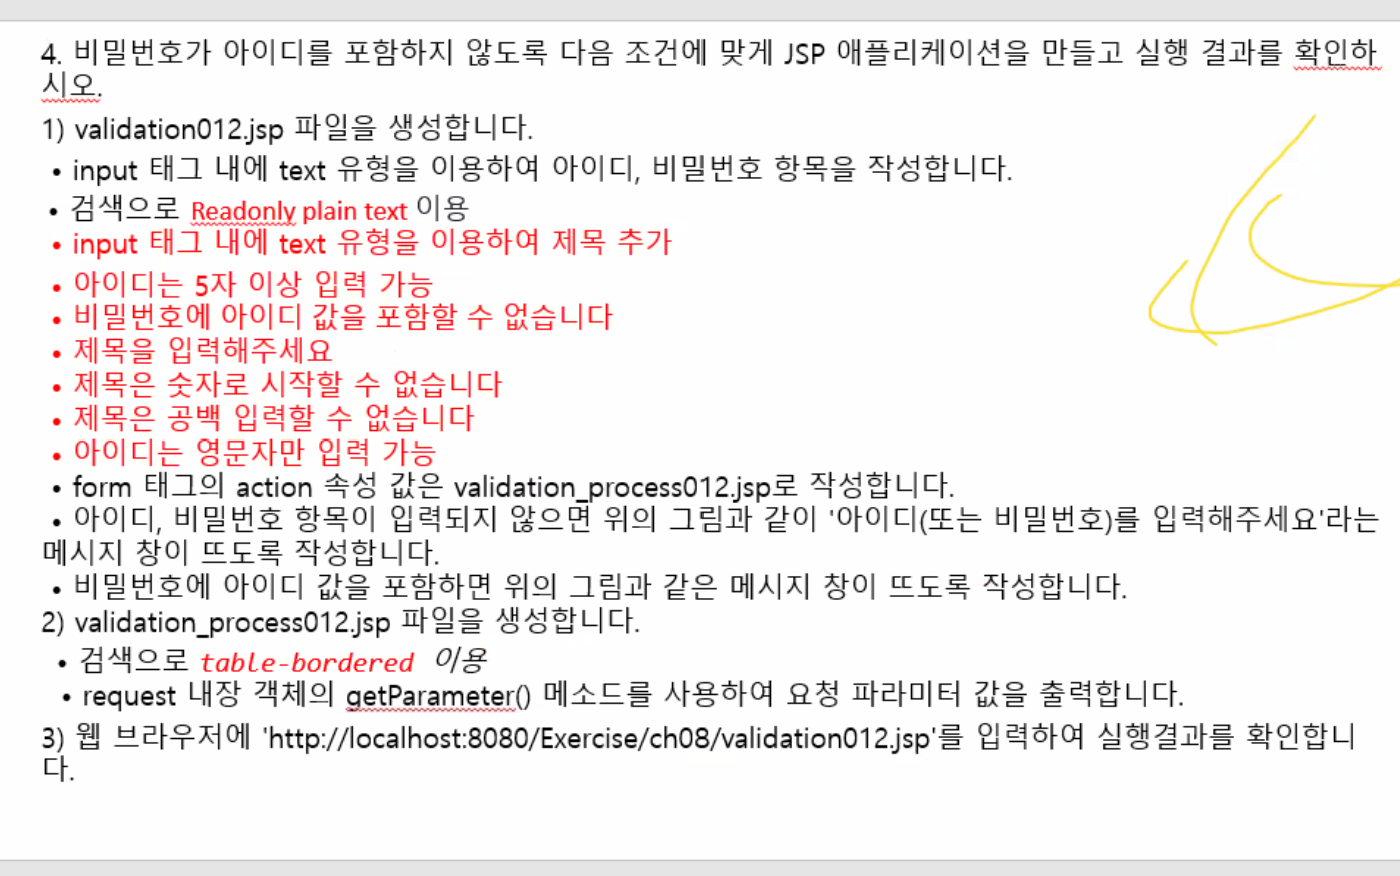 4. 비밀번호가 아이디를 포함하지 않도록 다음 조건에 맞게 JSP 애플리케이션을 만들고 실행 결과를 확인하
시오.
1) validation012.jsp 파일을 생성합니다.
• input 태그 내에 text 유형을 이용하여 아이디, 비밀번호 항목을 작성합니다.
• 검색으로 Readonly plain text 이용
• input 태그 내에 text 유형을 이용하여 제목 추가
• 아이디는 5자 이상 입력 가능
• 비밀번호에 아이디 값을 포함할 수 없습니다
• 제목을 입력해주세요
• 제목은 숫자로 시작할 수 없습니다
• 제목은 공백 입력할 수 없습니다
• 아이디는 영문자만 입력 가능
• form 태그의 action 속성 값은 validation_process012.jsp로 작성합니다.
• 아이디, 비밀번호 항목이 입력되지 않으면 위의 그림과 같이 '아이디(또는 비밀번호)를 입력해주세요'라는
메시지 창이 뜨도록 작성합니다.
• 비밀번호에 아이디 값을 포함하면 위의 그림과 같은 메시지 창이 뜨도록 작성합니다.
2) validation_process012.jsp 파일을 생성합니다.
• 검색으로 table-bordered 이용
• request 내장 객체의 getParameter() 메소드를 사용하여 요청 파라미터 값을 출력합니다.
3) 웹 브라우저에 'http://localhost:8080/Exercise/ch08/validation012.jsp'를 입력하여 실행결과를 확인합니
다.